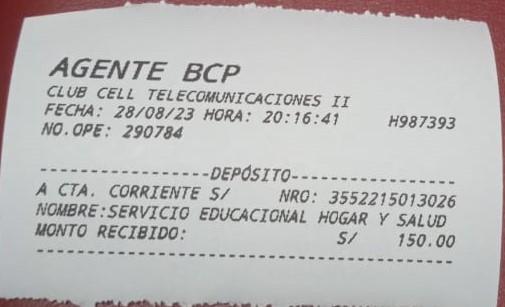 AGENTE BCP
CLUB CELL TELECOMUNICACIONES II
FECHA: 28/08/23 HORA: 20:16:41 H987393
NO.OPE: 290784
-----------------DEPÓSITO-----------------
A CTA. CORRIENTE S/ NRO: 3552215013026
NOMBRE:SERVICIO EDUCACIONAL HOGAR Y SALUD
MONTO RECIBIDO: S/ 150.00
------------------------------------------